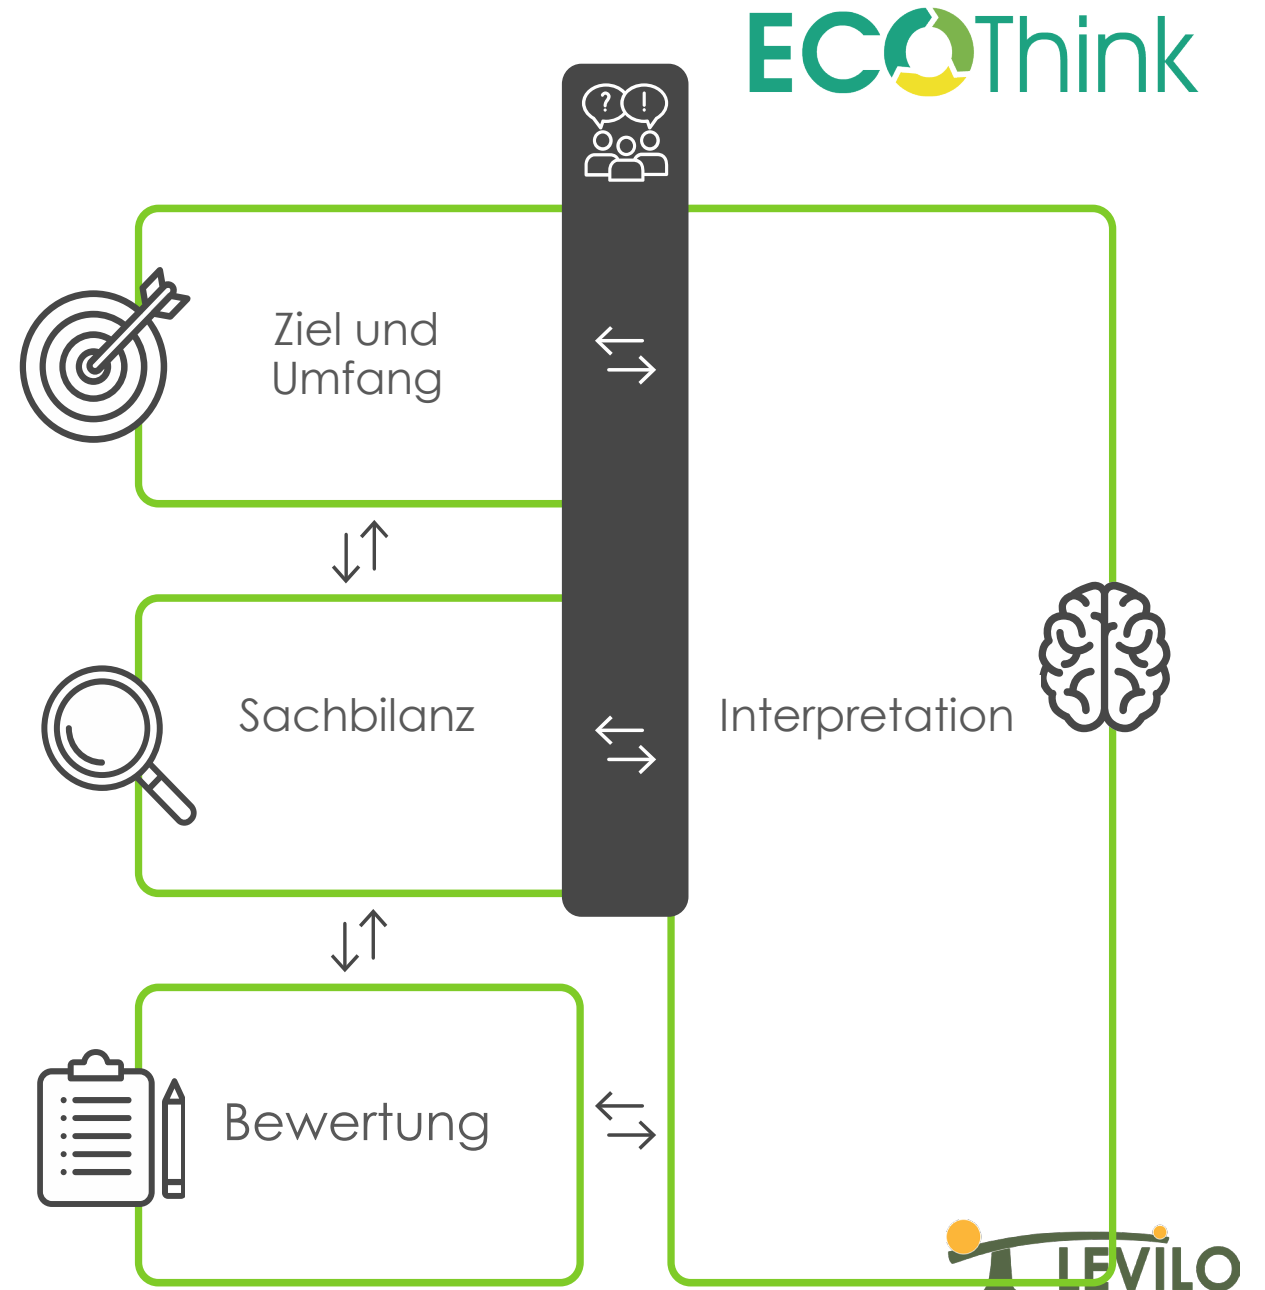 ECOThink
? !
Ziel und
Umfang
Sachbilanz
Interpretation
Bewertung
LEVILO